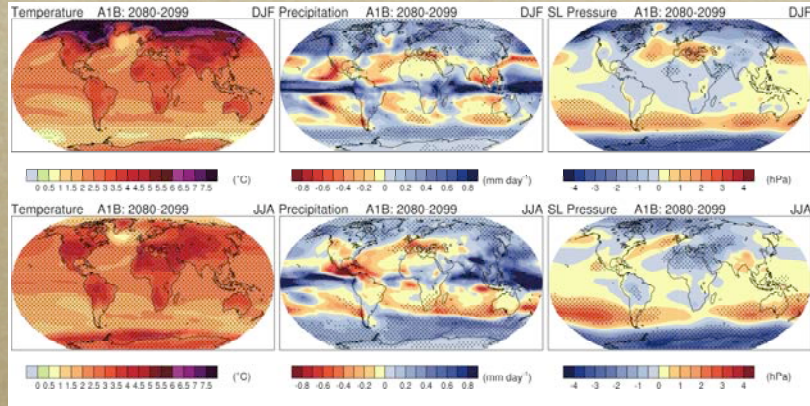 Temperature A1B: 2080-2099 DJF
Precipitation A1B: 2080-2099 DJF
SL Pressure A1B: 2080-2099 DJF
0 0.5 1 1.5 2 2.5 3 3.5 4 4.5 5 5.5 6 6.5 7 7.5 (°C)
-0.8 -0.6 -0.4 -0.2 0 0.2 0.4 0.6 0.8 (mm day⁻¹)
-4 -3 -2 -1 0 1 2 3 4 (hPa)
Temperature A1B: 2080-2099 JJA
Precipitation A1B: 2080-2099 JJA
SL Pressure A1B: 2080-2099 JJA
0 0.5 1 1.5 2 2.5 3 3.5 4 4.5 5 5.5 6 6.5 7 7.5 (°C)
-0.8 -0.6 -0.4 -0.2 0 0.2 0.4 0.6 0.8 (mm day⁻¹)
-4 -3 -2 -1 0 1 2 3 4 (hPa)